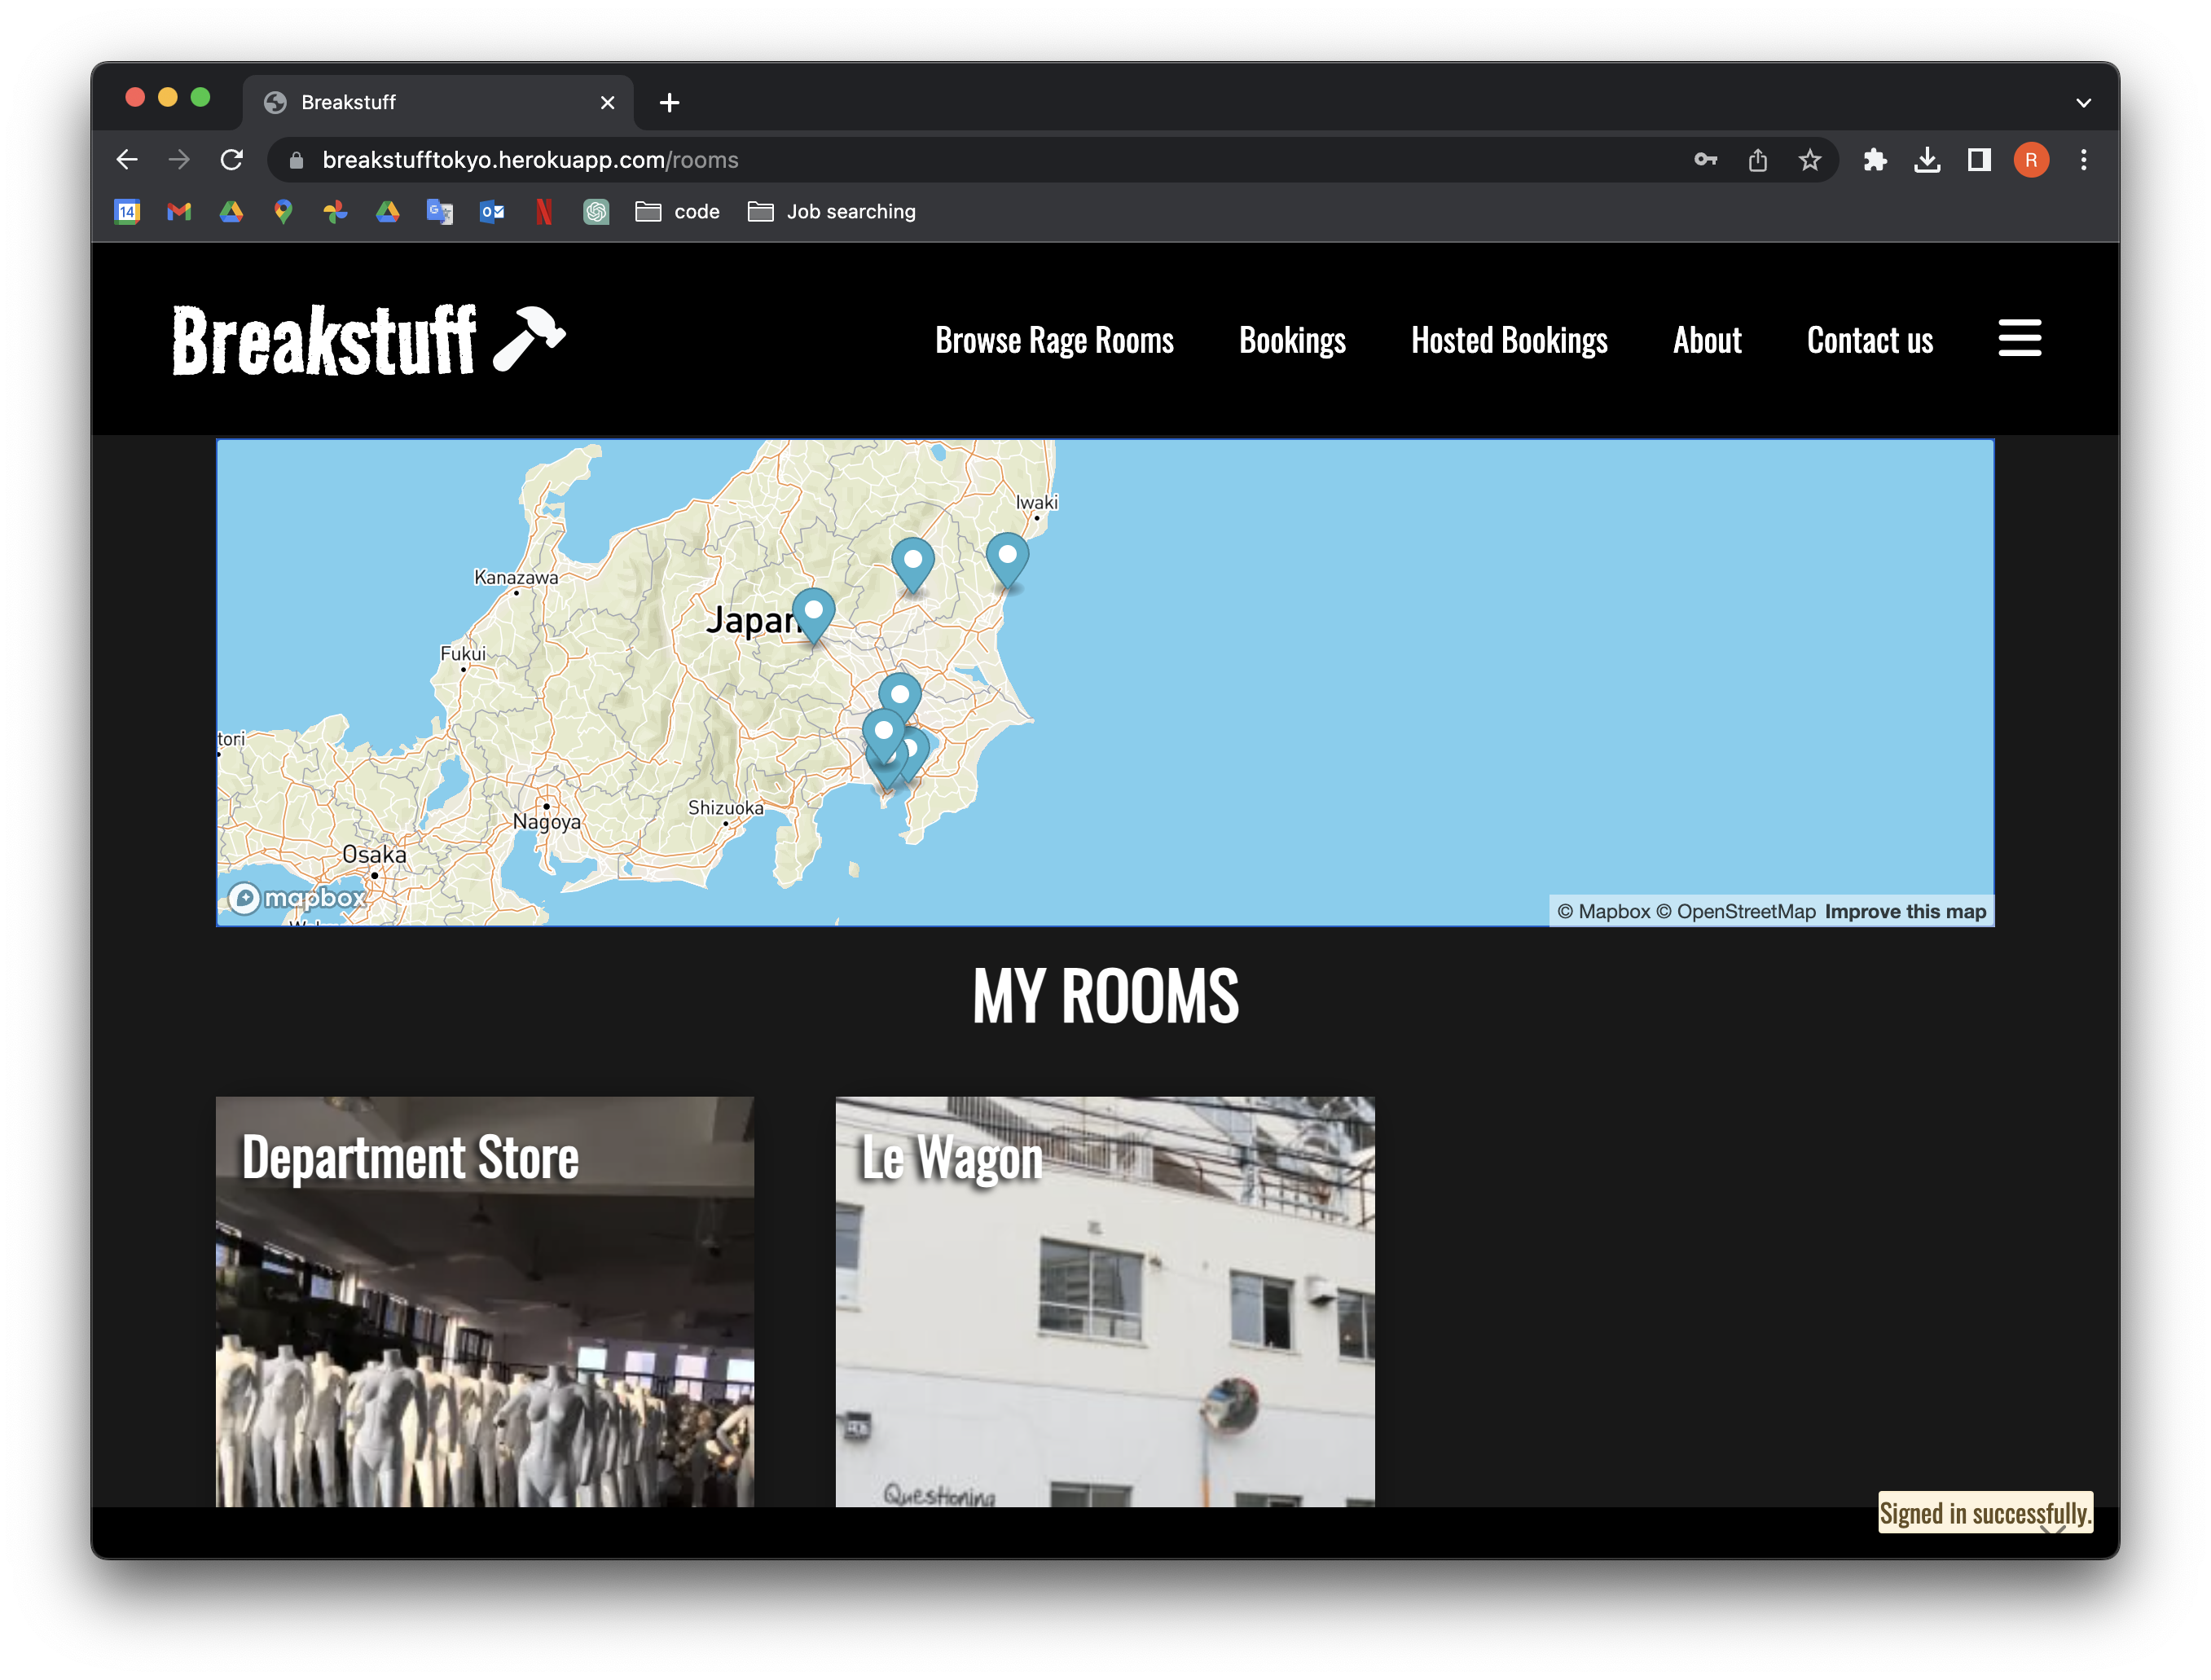 Breakstuff
breakstufftokyo.herokuapp.com/rooms
R
14
code
Job searching
Breakstuff
Browse Rage Rooms
Bookings
Hosted Bookings
About
Contact us
Iwaki
Kanazawa
Japan
Fukui
tori
Shizuoka
Nagoya
Osaka
mapbox
© Mapbox © OpenStreetMap Improve this map
MY ROOMS
Department Store
Le Wagon
Questioning
Signed in successfully.